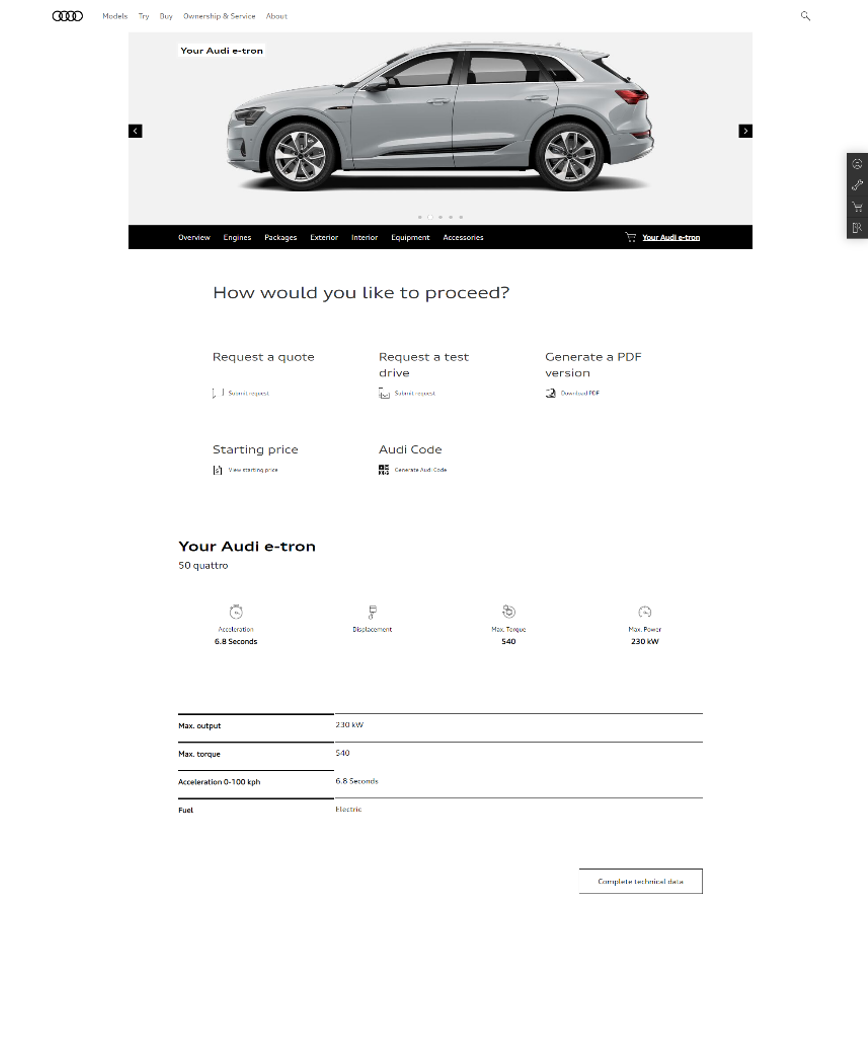 Models Try Buy Ownership & Service About
Your Audi e-tron
Overview Engines Packages Exterior Interior Equipment Accessories Your Audi e-tron
How would you like to proceed?
Request a quote
Submit request
Request a test
drive
Submit request
Generate a PDF
version
Download PDF
Starting price
View starting price
Audi Code
Generate Audi Code
Your Audi e-tron
50 quattro
Acceleration
6.8 Seconds
Displacement
Max. Torque
540
Max. Power
230 kW
Max. output 230 kW
Max. torque 540
Acceleration 0-100 kph 6.8 Seconds
Fuel Electric
Complete technical data